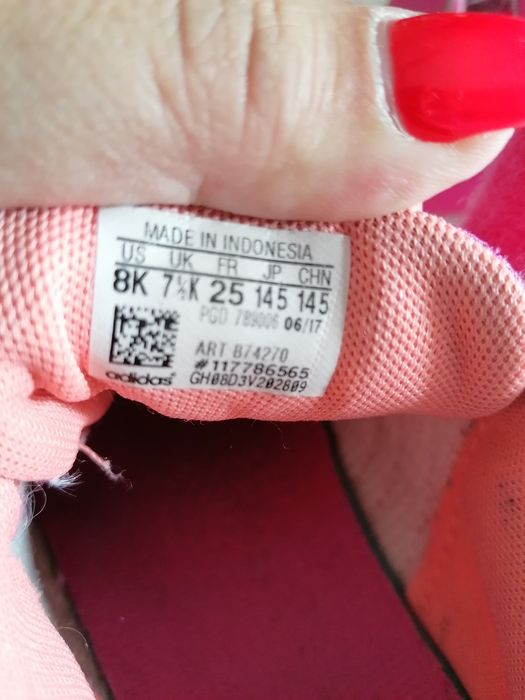 MADE IN INDONESIA
US UK FR JP CHN
8K 7½K 25 145 145
PGD 789006 06/17
ART B74270
#117786565
adidas GH08D3V202809